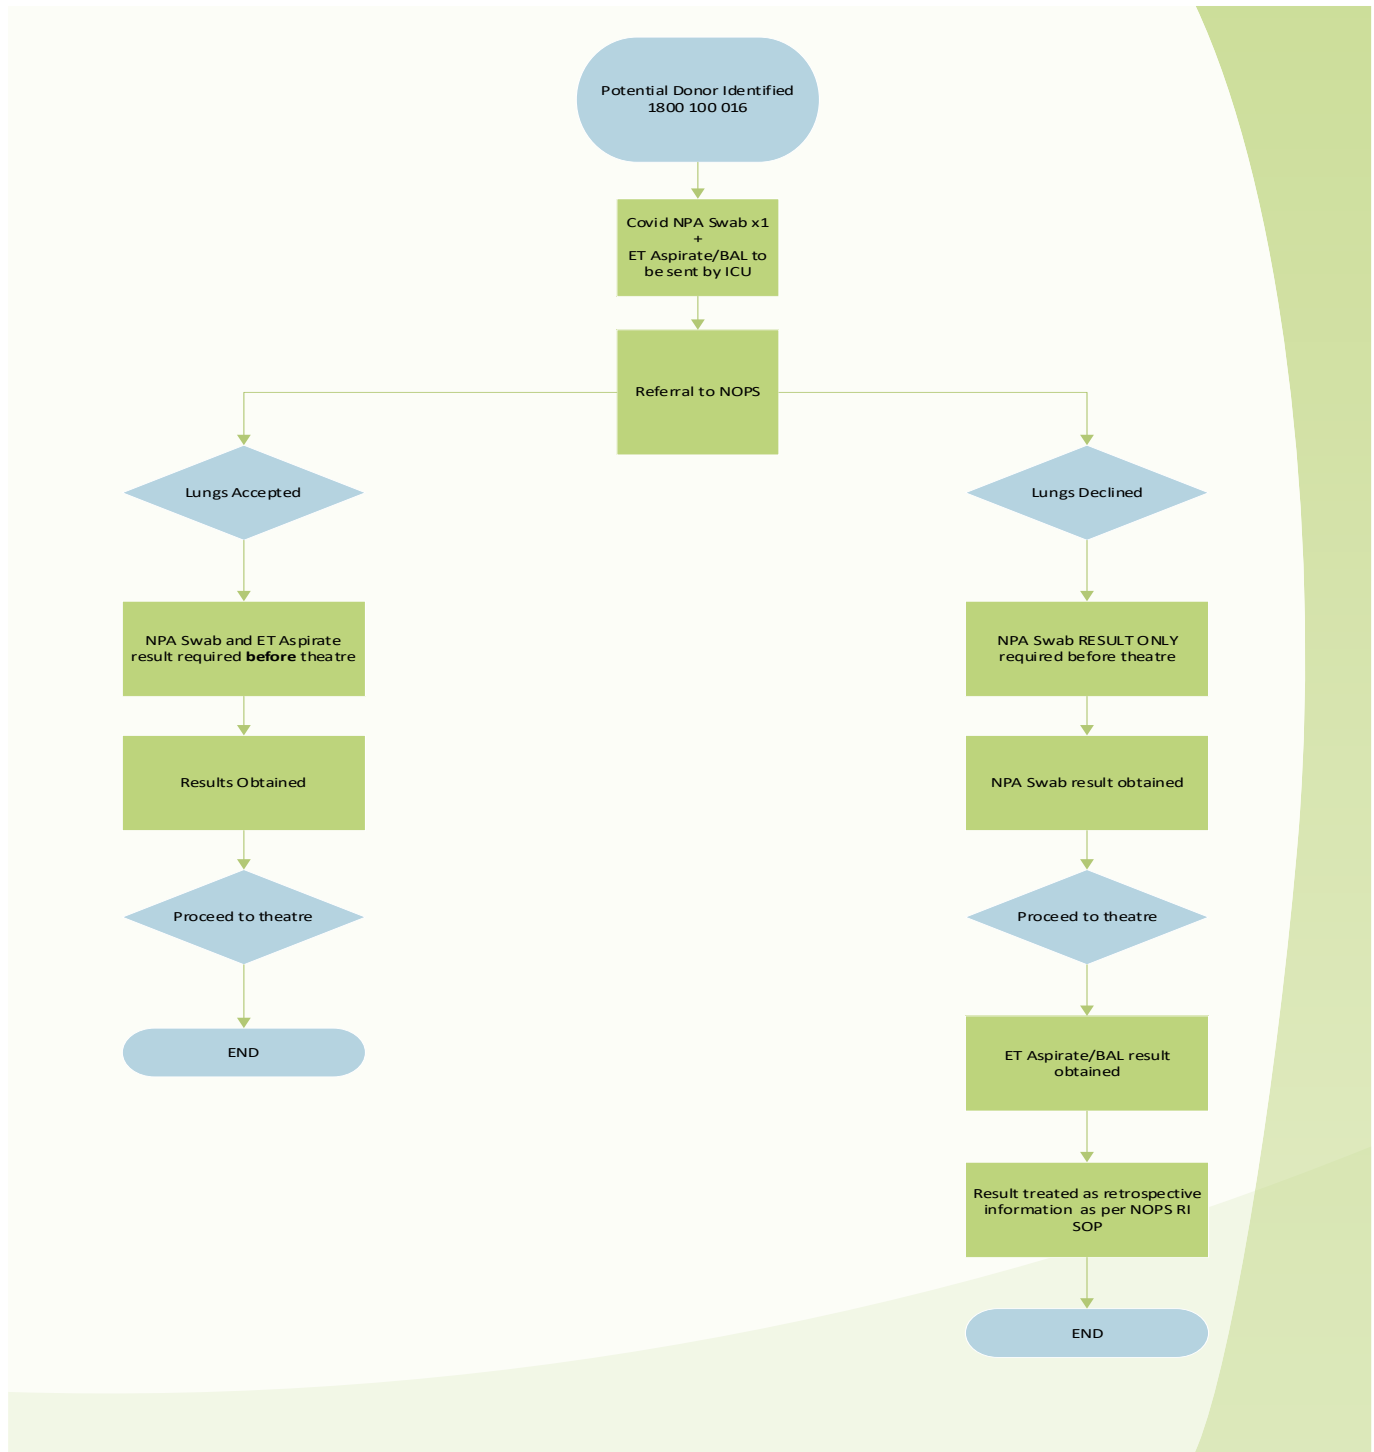 Potential Donor Identified
1800 100 016
Covid NPA Swab x1
+
ET Aspirate/BAL to
be sent by ICU
Referral to NOPS
Lungs Accepted
NPA Swab and ET Aspirate
result required before theatre
Results Obtained
Proceed to theatre
END
Lungs Declined
NPA Swab RESULT ONLY
required before theatre
NPA Swab result obtained
Proceed to theatre
ET Aspirate/BAL result
obtained
Result treated as retrospective
information as per NOPS RI
SOP
END